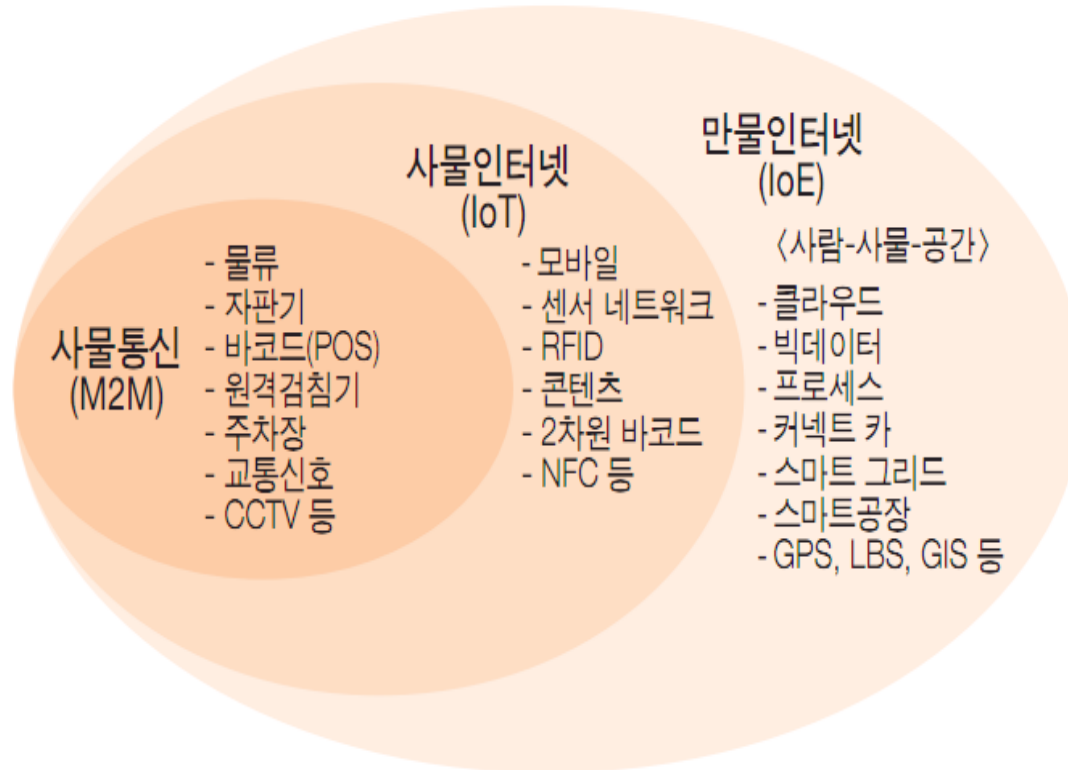 사물통신
(M2M)
- 물류
- 자판기
- 바코드(POS)
- 원격검침기
- 주차장
- 교통신호
- CCTV 등
사물인터넷
(IoT)
- 모바일
- 센서 네트워크
- RFID
- 콘텐츠
- 2차원 바코드
- NFC 등
만물인터넷
(IoE)
〈사람-사물-공간〉
- 클라우드
- 빅데이터
- 프로세스
- 커넥트 카
- 스마트 그리드
- 스마트공장
- GPS, LBS, GIS 등